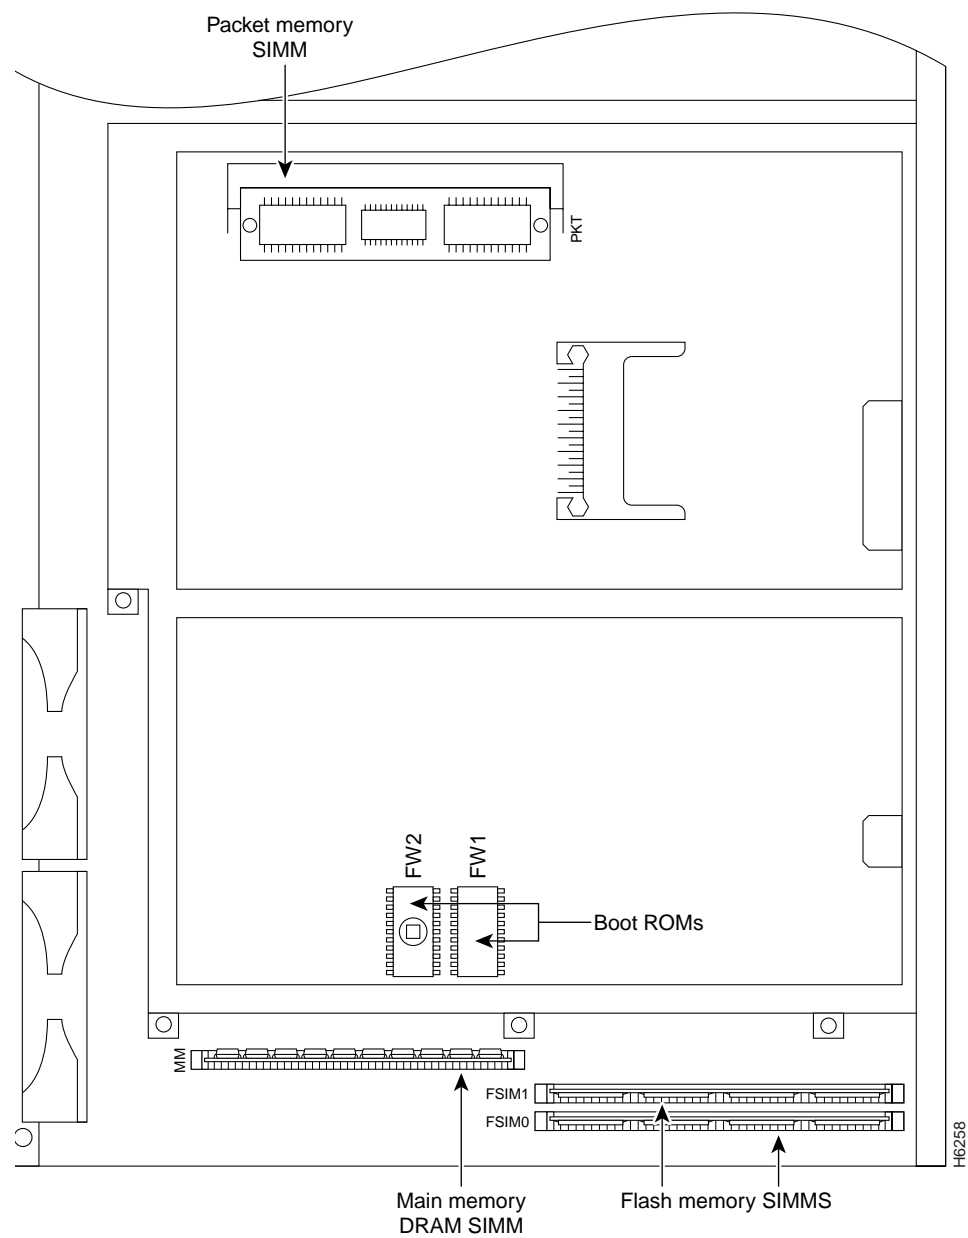 Packet memory
SIMM
PKT
FW2
FW1
Boot ROMs
MM
FSIM1
FSIM0
H6258
Main memory
DRAM SIMM
Flash memory SIMMS